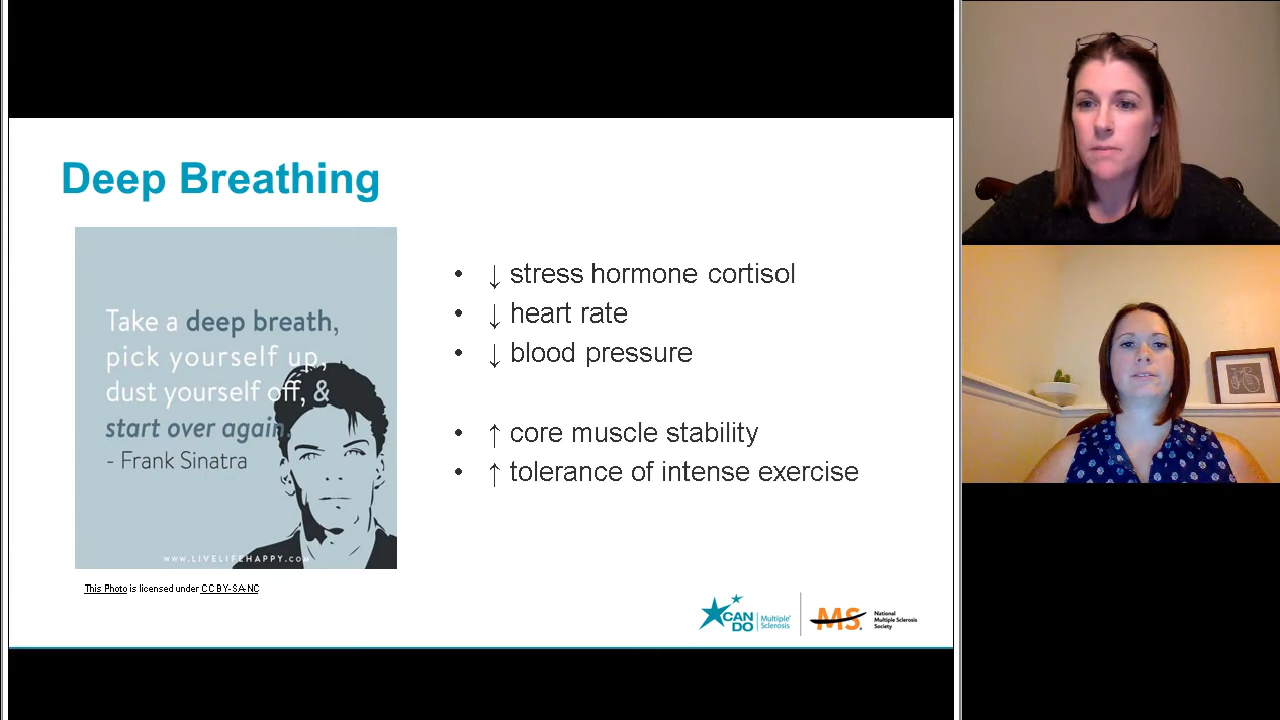 Deep Breathing
Take a deep breath,
pick yourself up,
dust yourself off, &
start over again.
- Frank Sinatra
WWW.LIVELIFEHAPPY.COM
This Photo is licensed under CC BY-SA-NC
• ↓ stress hormone cortisol
• ↓ heart rate
• ↓ blood pressure
• ↑ core muscle stability
• ↑ tolerance of intense exercise
CAN DO
Multiple
Sclerosis
MS
National
Multiple Sclerosis
Society